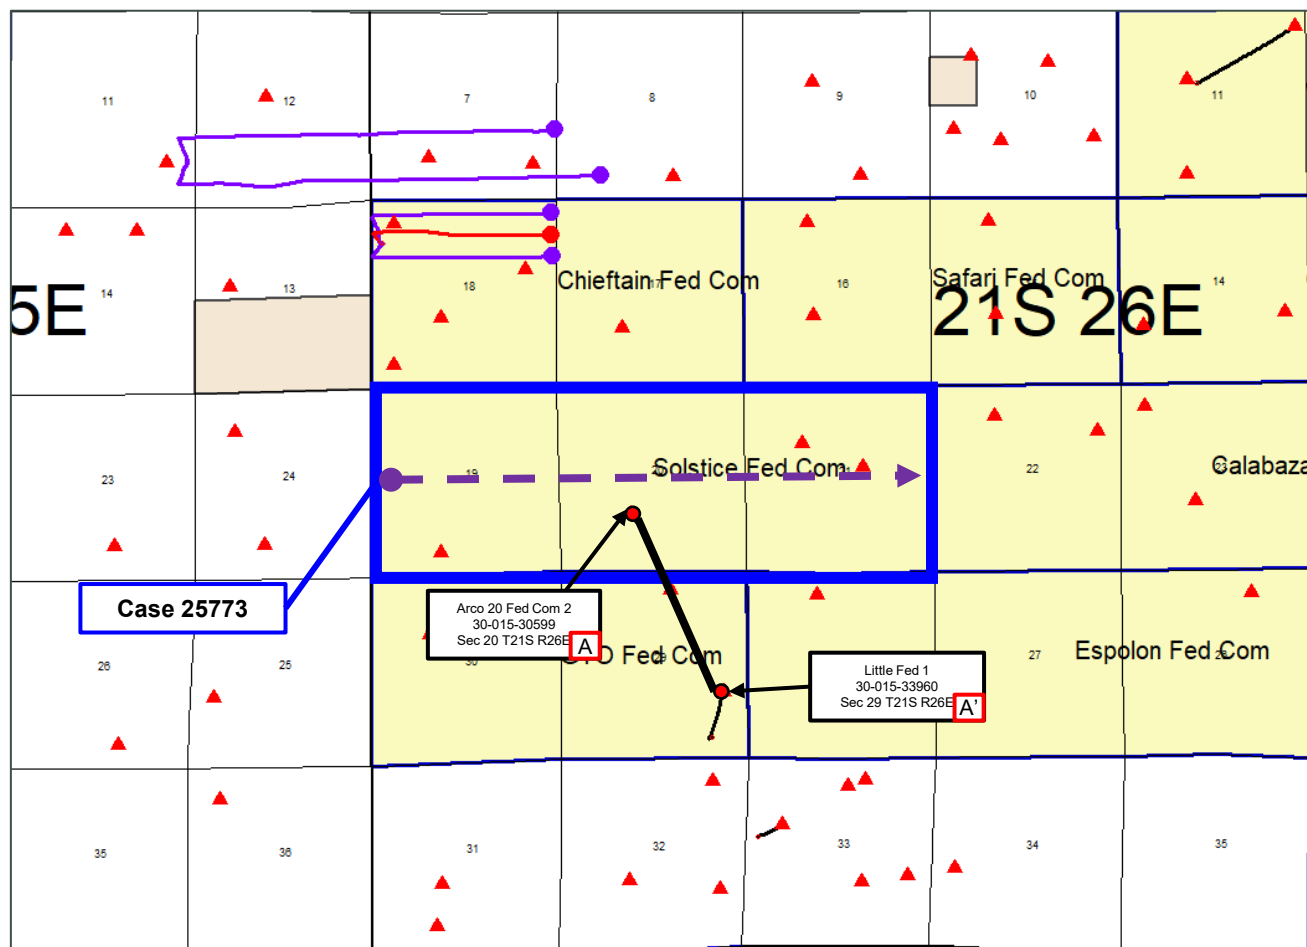 11
12
7
8
9
10
11
5E
14
13
18
Chieftain Fed Com
17
16
Safari Fed Com
14
21S 26E
23
24
19
Solstice Fed Com
21
22
Calabaza
Case 25773
Arco 20 Fed Com 2
30-015-30599
Sec 20 T21S R26E
A
26
25
30
Fed Com
29
Little Fed 1
30-015-33960
Sec 29 T21S R26E
A'
27
Espolon Fed Com
35
36
31
32
33
34
35